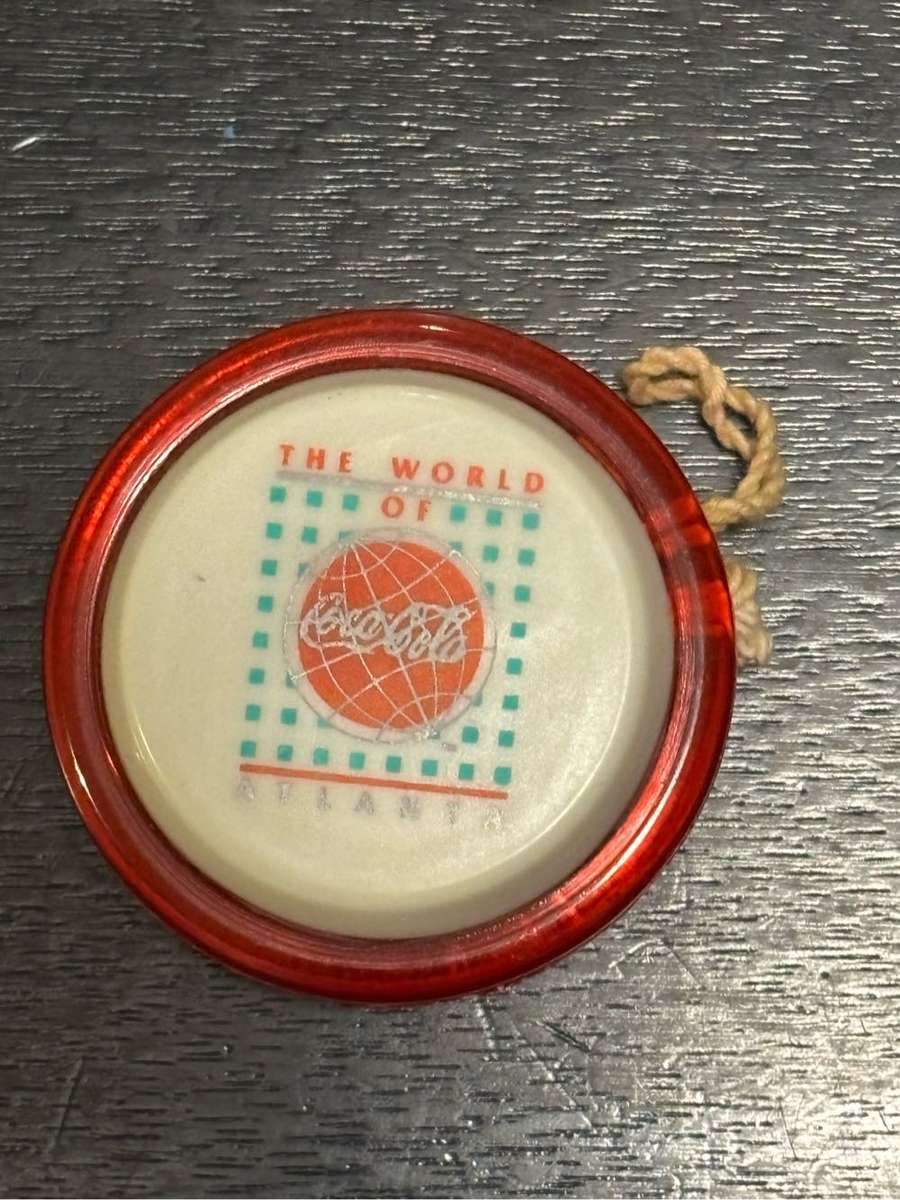 THE WORLD
OF
Coca-Cola
ATLANTA